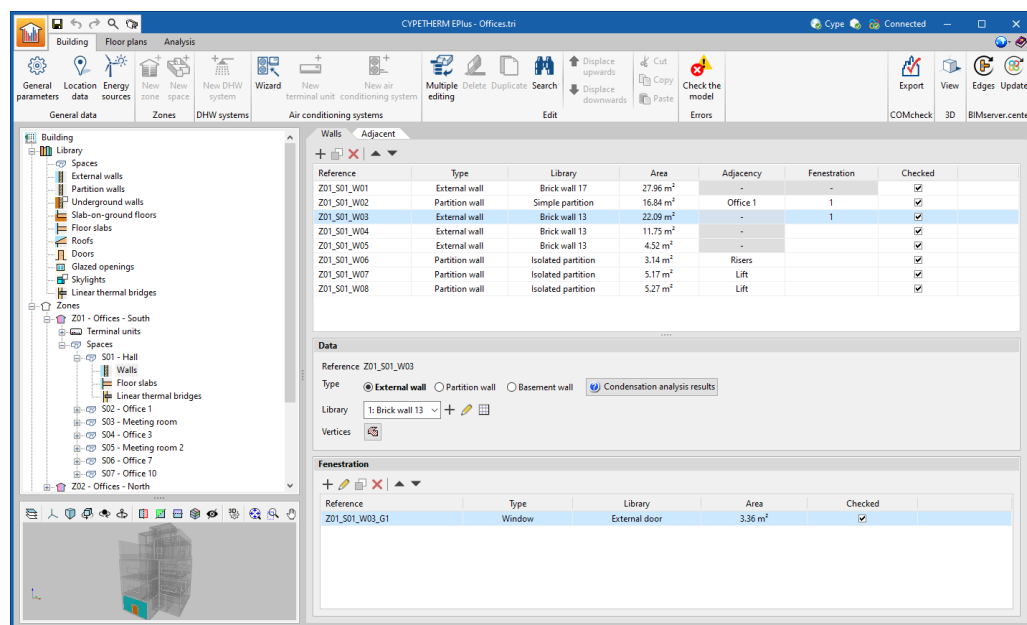 CYPETHERM EPlus - Offices.tri
Cype
Connected
Building Floor plans Analysis
General parameters
Location data
Energy sources
General data
New zone
New space
Zones
New DHW system
DHW systems
Wizard
New terminal unit
New air conditioning system
Air conditioning systems
Multiple editing
Delete
Duplicate
Search
Displace upwards
Displace downwards
Cut
Copy
Paste
Edit
Check the model
Errors
Export
COMcheck
View
3D
Edges
Update
BIMserver.center
Building
Library
Spaces
External walls
Partition walls
Underground walls
Slab-on-ground floors
Floor slabs
Roofs
Doors
Glazed openings
Skylights
Linear thermal bridges
Zones
Z01 - Offices - South
Terminal units
Spaces
S01 - Hall
Walls
Floor slabs
Linear thermal bridges
S02 - Office 1
S03 - Meeting room
S04 - Office 3
S05 - Meeting room 2
S06 - Office 7
S07 - Office 10
Z02 - Offices - North
Walls Adjacent
Reference Type Library Area Adjacency Fenestration Checked
Z01_S01_W01 External wall Brick wall 17 27.96 m² - -
Z01_S01_W02 Partition wall Simple partition 16.84 m² Office 1 1
Z01_S01_W03 External wall Brick wall 13 22.09 m² - 1
Z01_S01_W04 External wall Brick wall 13 11.75 m² -
Z01_S01_W05 External wall Brick wall 13 4.52 m² -
Z01_S01_W06 Partition wall Isolated partition 3.14 m² Risers
Z01_S01_W07 Partition wall Isolated partition 5.17 m² Lift
Z01_S01_W08 Partition wall Isolated partition 5.27 m² Lift
Data
Reference Z01_S01_W03
Type External wall Partition wall Basement wall Condensation analysis results
Library 1: Brick wall 13
Vertices
Fenestration
Reference Type Library Area Checked
Z01_S01_W03_G1 Window External door 3.36 m²